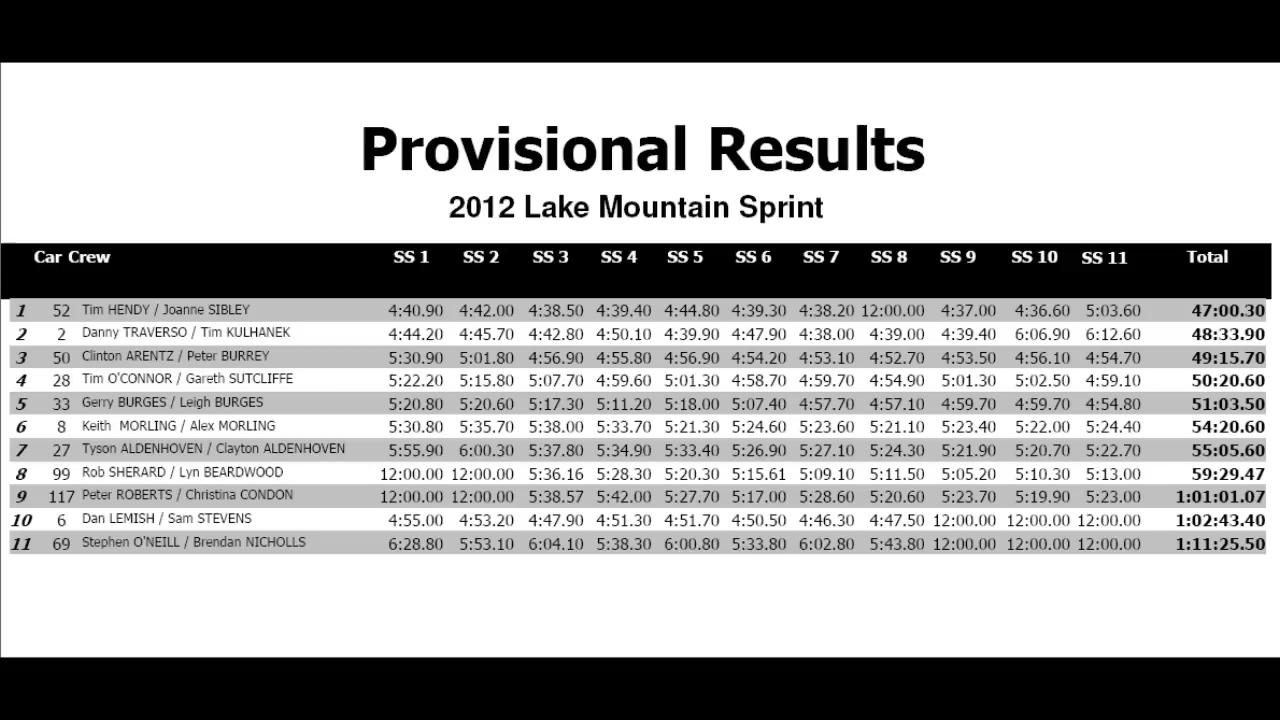 Provisional Results
2012 Lake Mountain Sprint
Car Crew SS 1 SS 2 SS 3 SS 4 SS 5 SS 6 SS 7 SS 8 SS 9 SS 10 SS 11 Total
1 52 Tim HENDY / Joanne SIBLEY 4:40.90 4:42.00 4:38.50 4:39.40 4:44.80 4:39.30 4:38.20 12:00.00 4:37.00 4:36.60 5:03.60 47:00.30
2 2 Danny TRAVERSO / Tim KULHANEK 4:44.20 4:45.70 4:42.80 4:50.10 4:39.90 4:47.90 4:38.00 4:39.00 4:39.40 6:06.90 6:12.60 48:33.90
3 50 Clinton ARENTZ / Peter BURREY 5:30.90 5:01.80 4:56.90 4:55.80 4:56.90 4:54.20 4:53.10 4:52.70 4:53.50 4:56.10 4:54.70 49:15.70
4 28 Tim O'CONNOR / Gareth SUTCLIFFE 5:22.20 5:15.80 5:07.70 4:59.60 5:01.30 4:58.70 4:59.70 4:54.90 5:01.30 5:02.50 4:59.10 50:20.60
5 33 Gerry BURGES / Leigh BURGES 5:20.80 5:20.60 5:17.30 5:11.20 5:18.00 5:07.40 4:57.70 4:57.10 4:59.70 4:59.70 4:54.80 51:03.50
6 8 Keith MORLING / Alex MORLING 5:30.80 5:35.70 5:38.00 5:33.70 5:21.30 5:24.60 5:23.60 5:21.10 5:23.40 5:22.00 5:24.40 54:20.60
7 27 Tyson ALDENHOVEN / Clayton ALDENHOVEN 5:55.90 6:00.30 5:37.80 5:34.90 5:33.40 5:26.90 5:27.10 5:24.30 5:21.90 5:20.70 5:22.70 55:05.60
8 99 Rob SHERARD / Lyn BEARDWOOD 12:00.00 12:00.00 5:36.16 5:28.30 5:20.30 5:15.61 5:09.10 5:11.50 5:05.20 5:10.30 5:13.00 59:29.47
9 117 Peter ROBERTS / Christina CONDON 12:00.00 12:00.00 5:38.57 5:42.00 5:27.70 5:17.00 5:28.60 5:20.60 5:23.70 5:19.90 5:23.00 1:01:01.07
10 6 Dan LEMISH / Sam STEVENS 4:55.00 4:53.20 4:47.90 4:51.30 4:51.70 4:50.50 4:46.30 4:47.50 12:00.00 12:00.00 12:00.00 1:02:43.40
11 69 Stephen O'NEILL / Brendan NICHOLLS 6:28.80 5:53.10 6:04.10 5:38.30 6:00.80 5:33.80 6:02.80 5:43.80 12:00.00 12:00.00 12:00.00 1:11:25.50